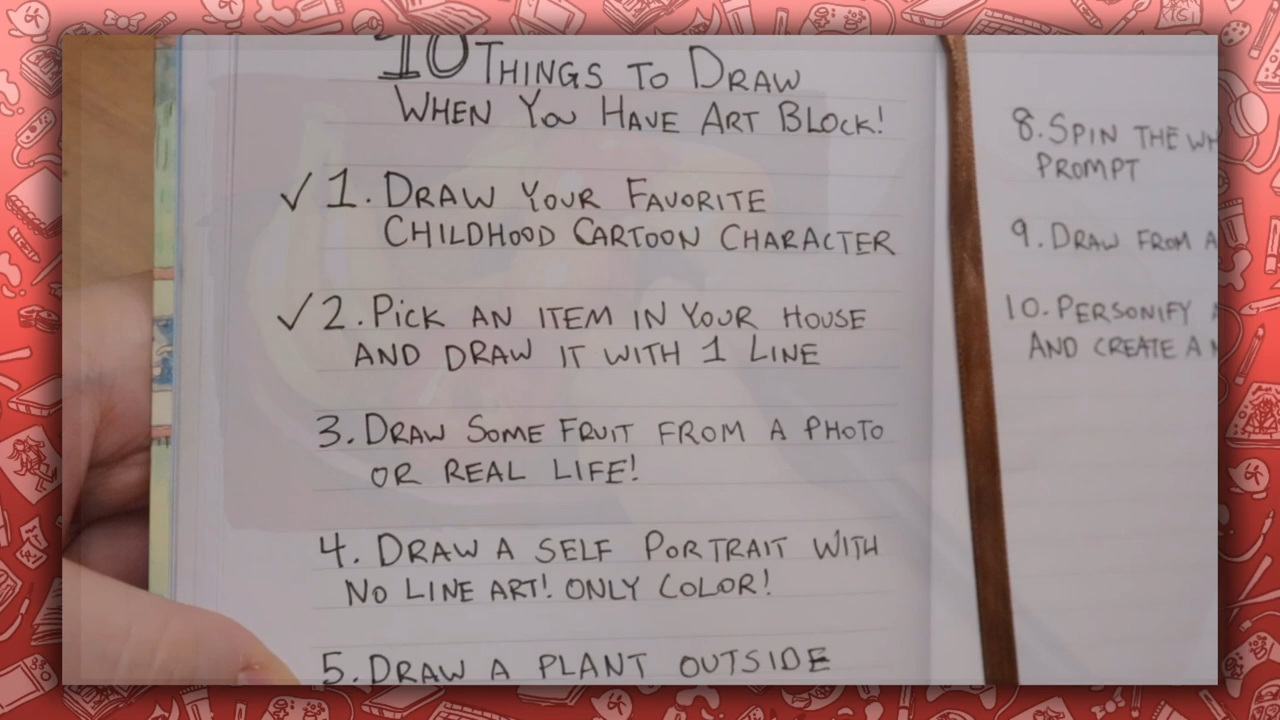 10 THINGS TO DRAW
WHEN YOU HAVE ART BLOCK!
✓ 1. DRAW YOUR FAVORITE
CHILDHOOD CARTOON CHARACTER
✓ 2. PICK AN ITEM IN YOUR HOUSE
AND DRAW IT WITH 1 LINE
3. DRAW SOME FRUIT FROM A PHOTO
OR REAL LIFE!
4. DRAW A SELF PORTRAIT WITH
NO LINE ART! ONLY COLOR!
5. DRAW A PLANT OUTSIDE
8. SPIN THE
PROMPT
9. DRAW FROM A
10. PERSONIFY
AND CREATE A